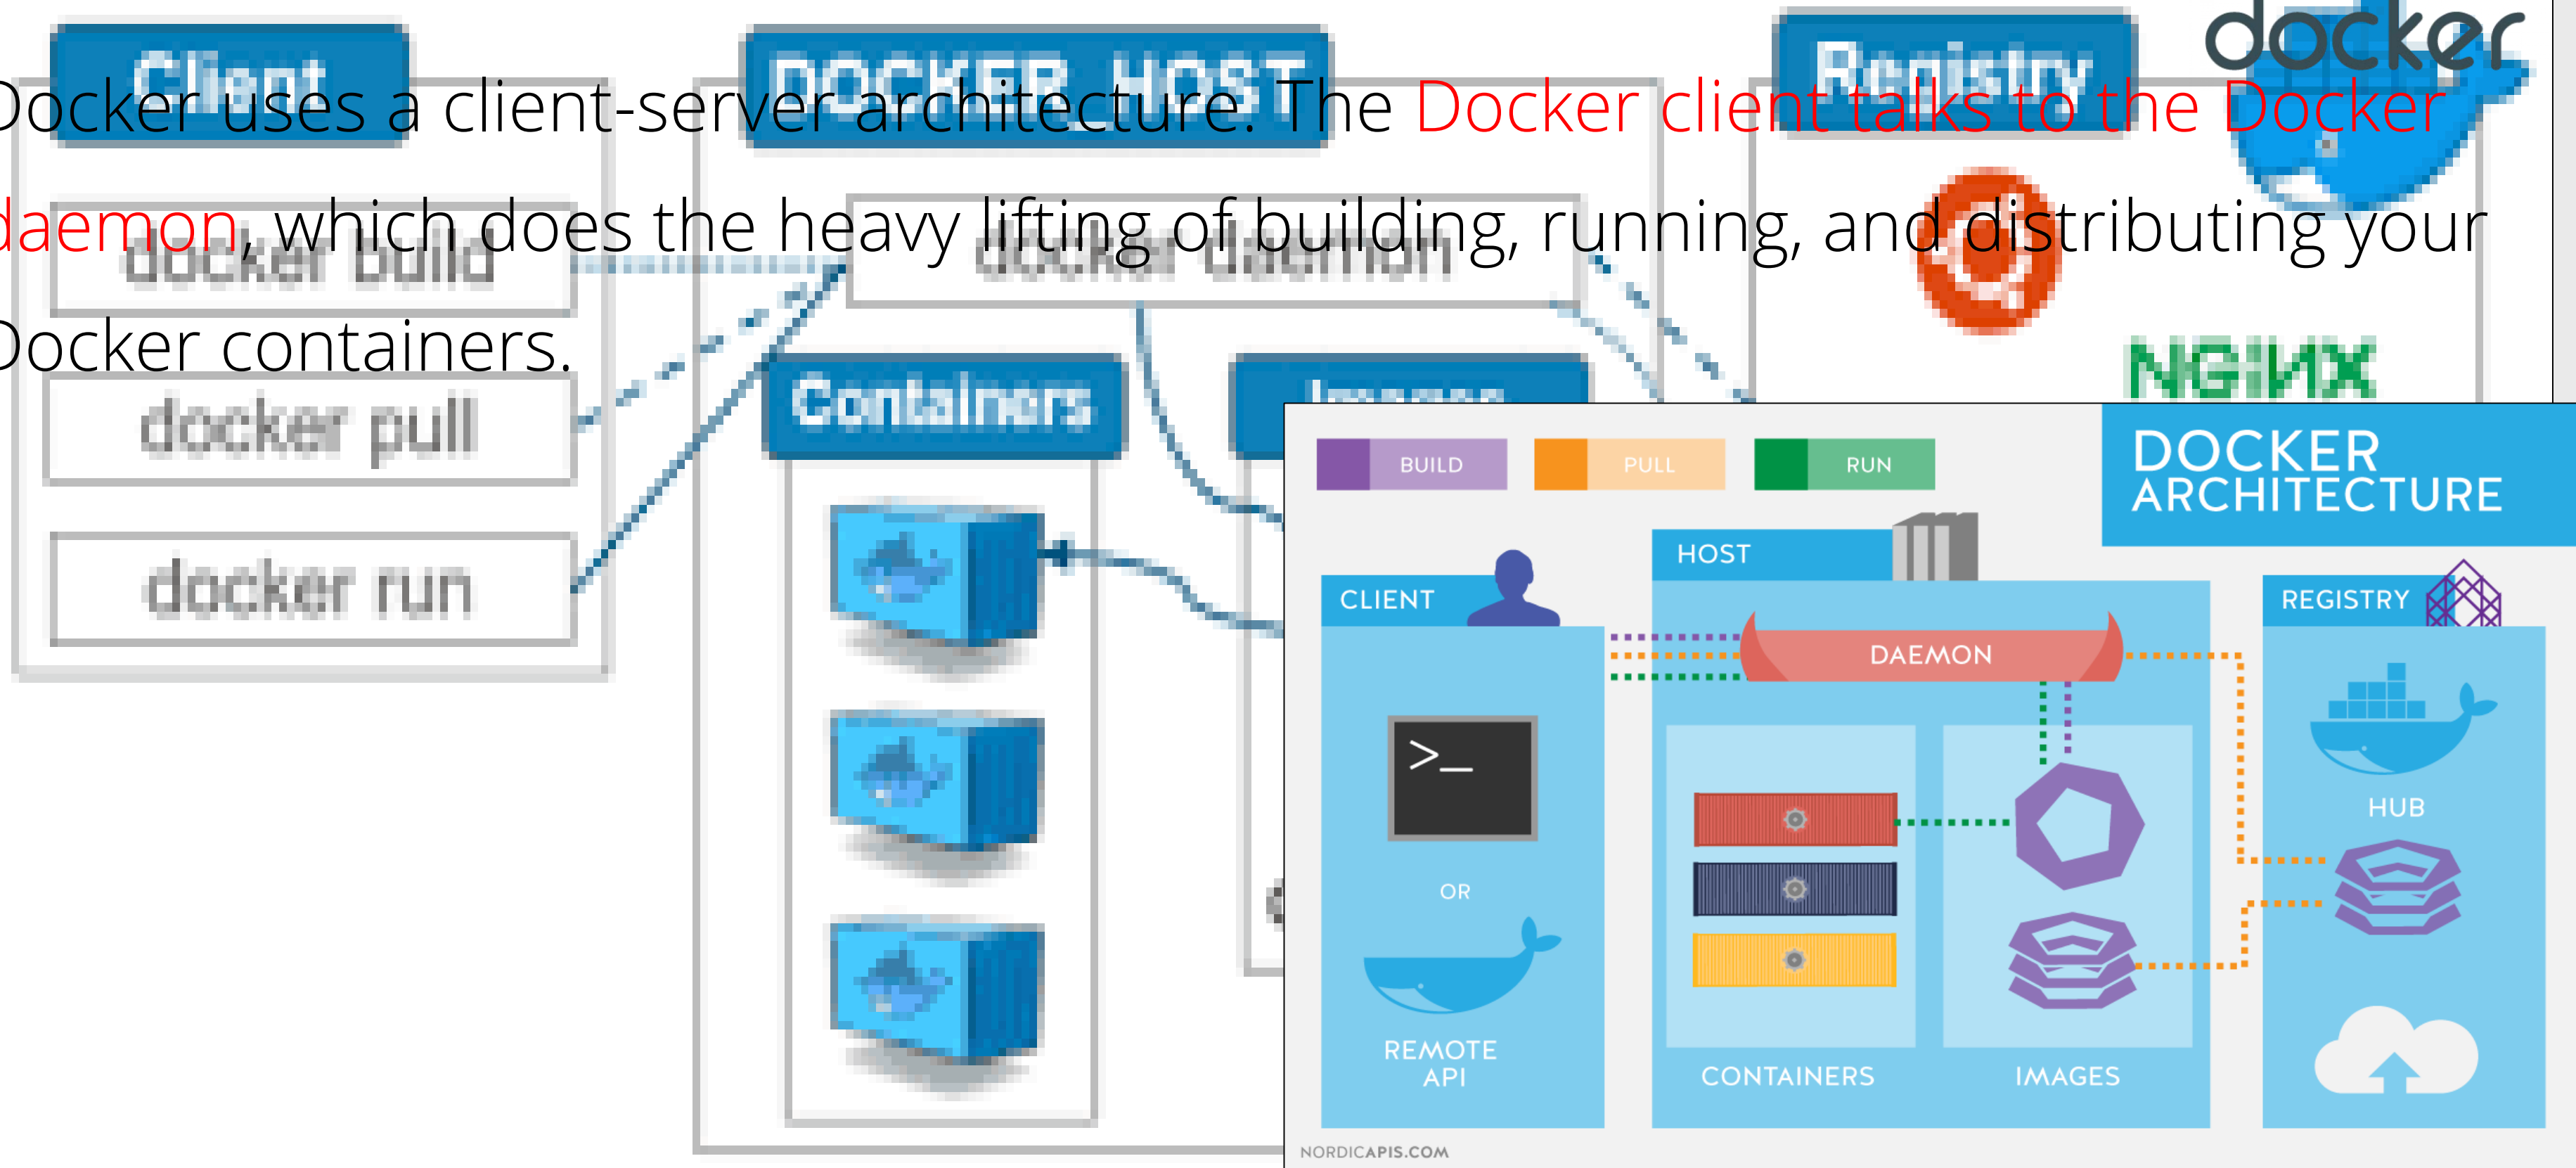 docker
Client
DOCKER_HOST
Registry
Docker uses a client-server architecture. The Docker client talks to the Docker
daemon, which does the heavy lifting of building, running, and distributing your
Docker containers.
docker build
docker daemon
docker pull
docker run
Containers
Images
NGINX
BUILD
PULL
RUN
DOCKER
ARCHITECTURE
HOST
CLIENT
REGISTRY
DAEMON
>_
HUB
OR
REMOTE
API
CONTAINERS
IMAGES
NORDICAPIS.COM